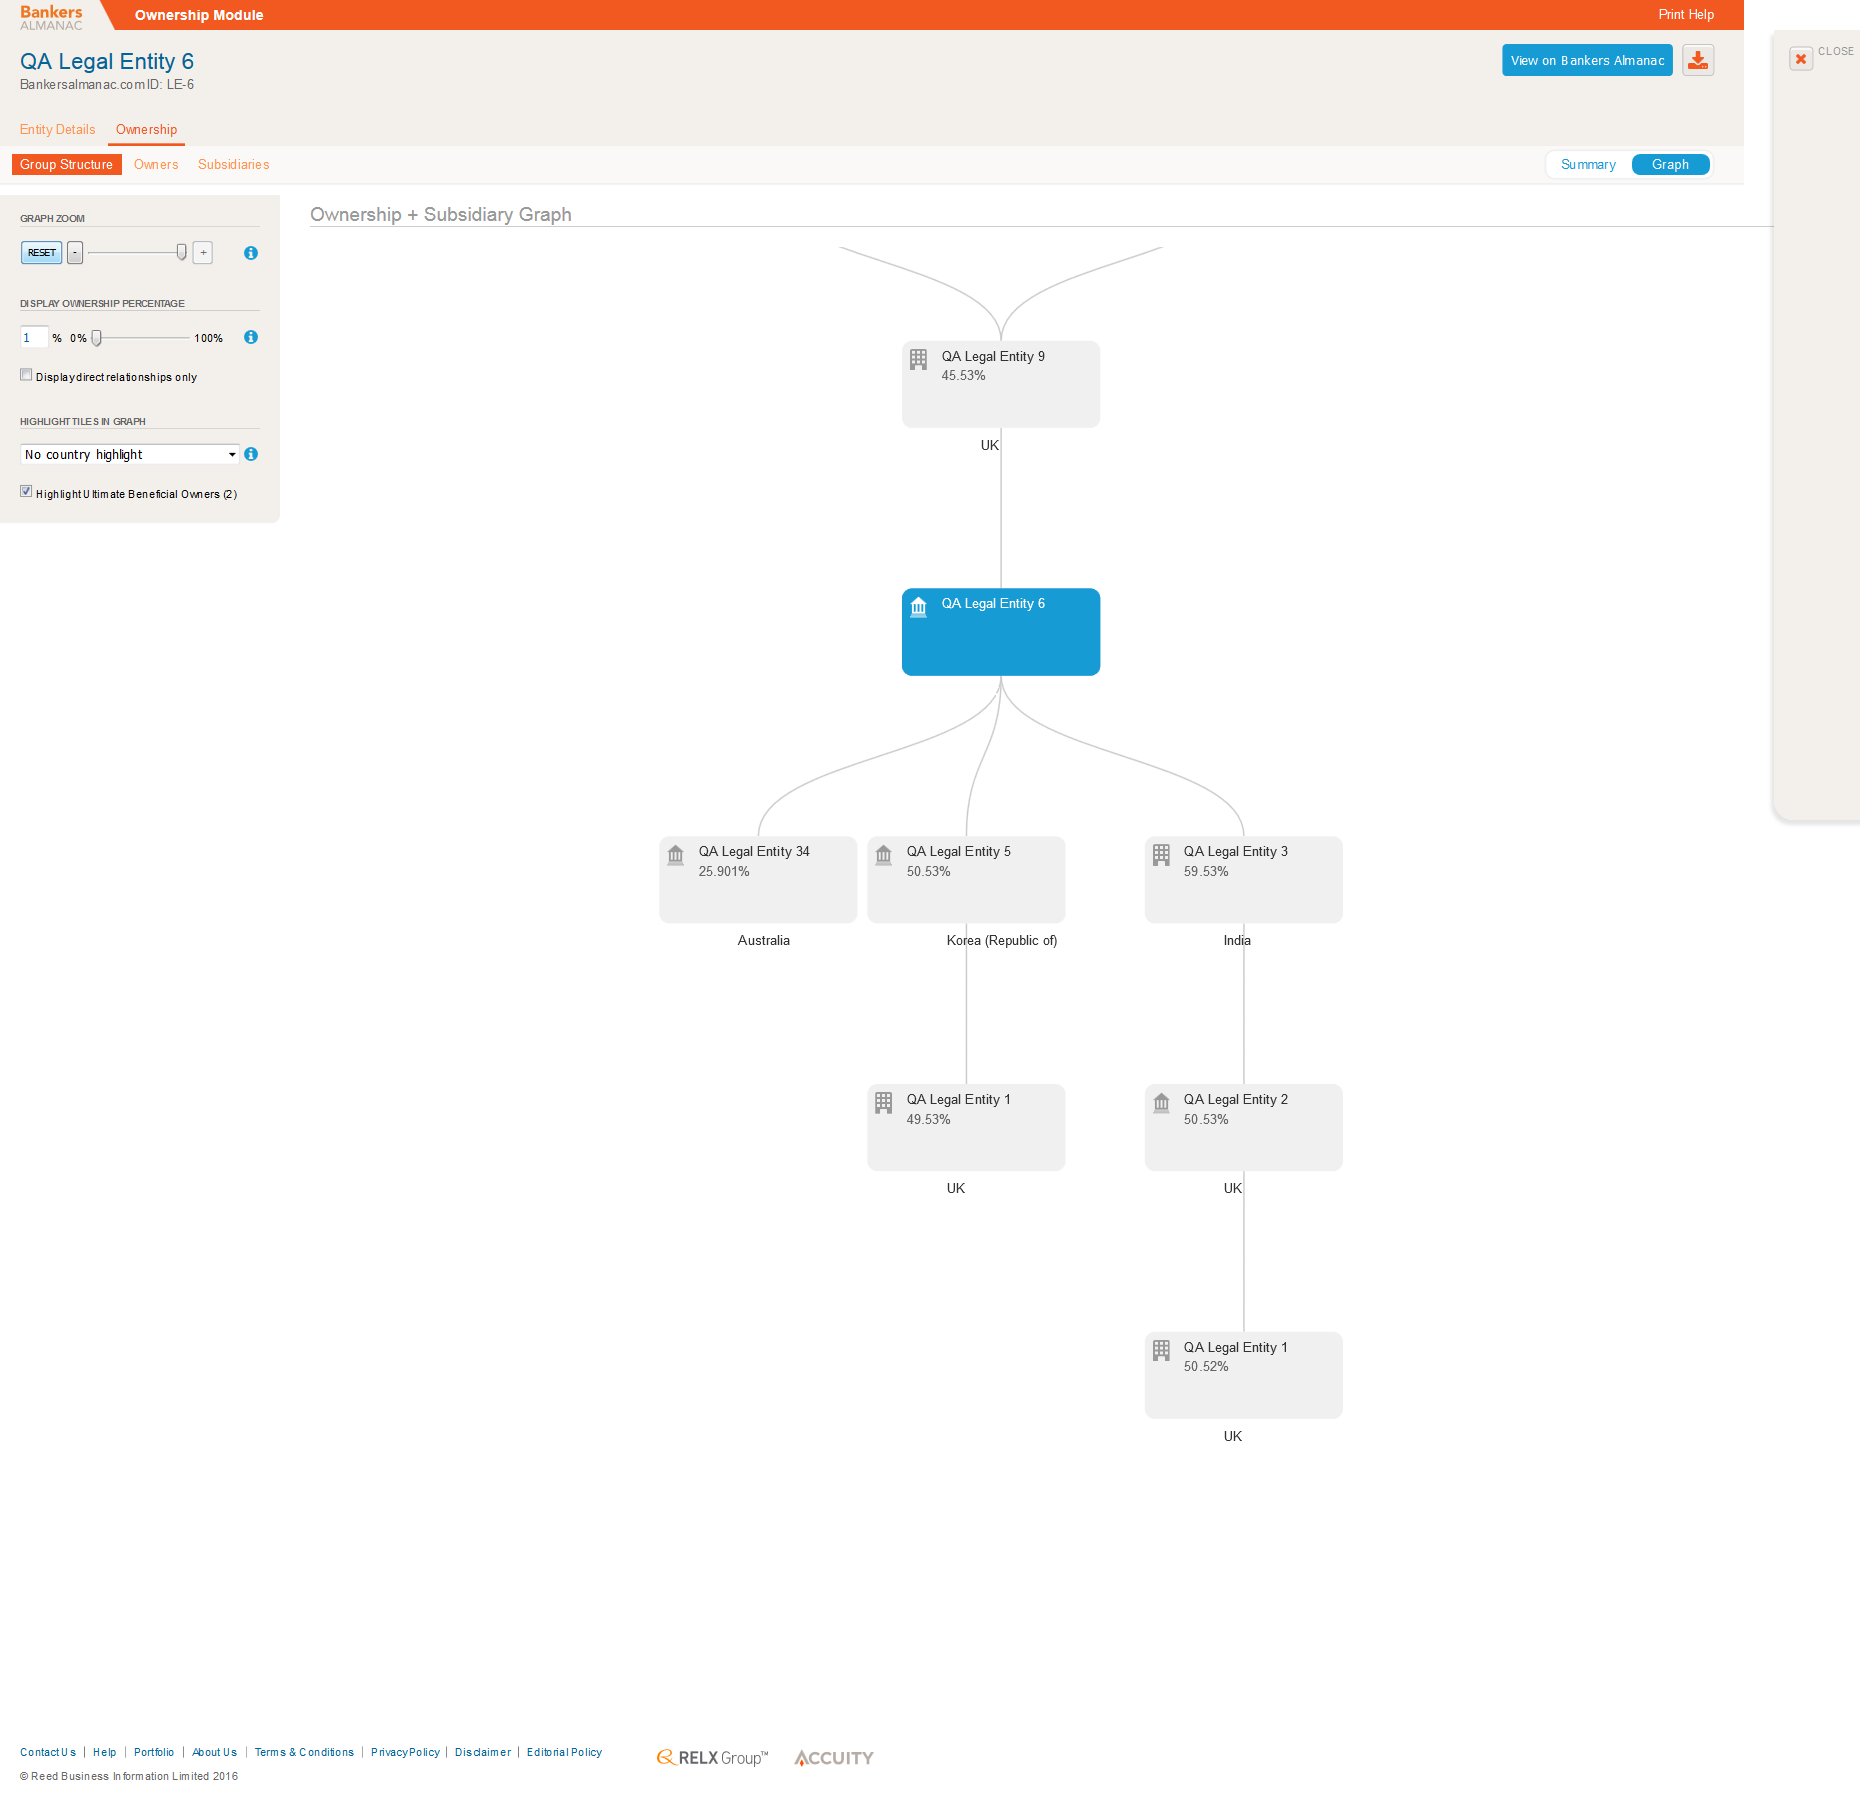 Bankers
ALMANAC
Ownership Module
Print Help
CLOSE
QA Legal Entity 6
Bankersalmanac.com ID: LE-6
View on Bankers Almanac
Entity Details Ownership
Group Structure Owners Subsidiaries
Summary Graph
GRAPH ZOOM
RESET - +
DISPLAY OWNERSHIP PERCENTAGE
1 % 0% 100%
Display direct relationships only
HIGHLIGHT TILES IN GRAPH
No country highlight
Highlight Ultimate Beneficial Owners (2)
Ownership + Subsidiary Graph
QA Legal Entity 9
45.53%
UK
QA Legal Entity 6
QA Legal Entity 34
25.901%
Australia
QA Legal Entity 5
50.53%
Korea (Republic of)
QA Legal Entity 3
59.53%
India
QA Legal Entity 1
49.53%
UK
QA Legal Entity 2
50.53%
UK
QA Legal Entity 1
50.52%
UK
Contact Us | Help | Portfolio | About Us | Terms & Conditions | Privacy Policy | Disclaimer | Editorial Policy
© Reed Business Information Limited 2016
RELX Group™
ACCUITY